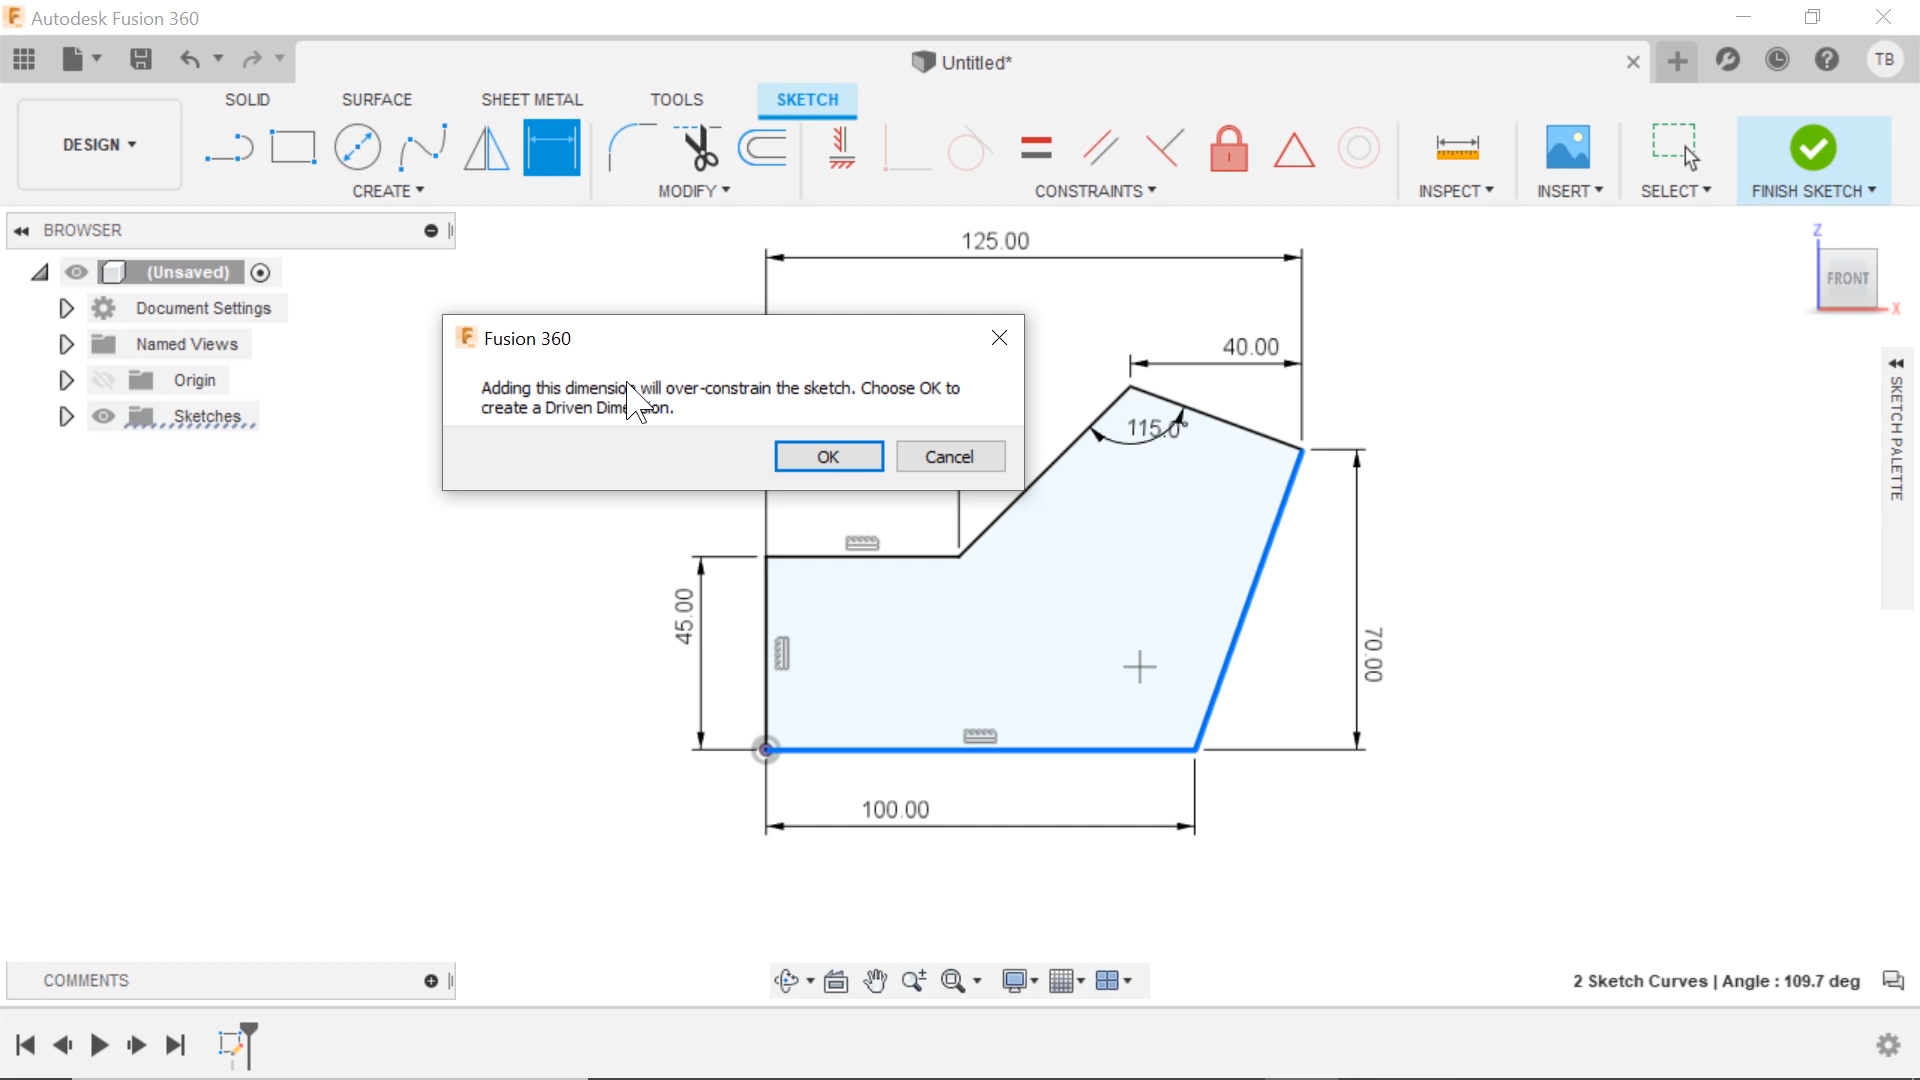 Autodesk Fusion 360
Untitled*
TB
SOLID
SURFACE
SHEET METAL
TOOLS
SKETCH
DESIGN
CREATE
MODIFY
CONSTRAINTS
INSPECT
INSERT
SELECT
FINISH SKETCH
BROWSER
(Unsaved)
Document Settings
Named Views
Origin
Sketches
125.00
Z
FRONT
X
Fusion 360
Adding this dimension will over-constrain the sketch. Choose OK to
create a Driven Dimension.
OK
Cancel
40.00
115.0°
SKETCH PALETTE
45.00
70.00
100.00
COMMENTS
2 Sketch Curves | Angle : 109.7 deg